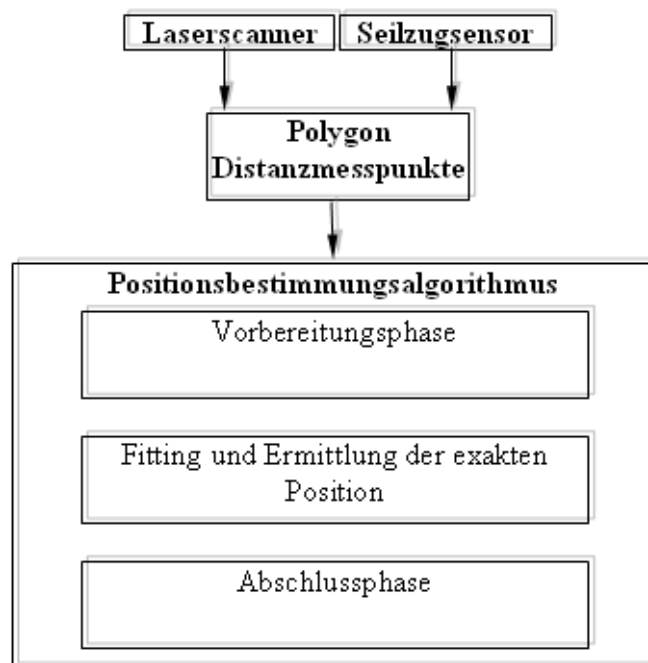 Laserscanner
Seilzugsensor
Polygon
Distanzmesspunkte
Positionsbestimmungsalgorithmus
Vorbereitungsphase
Fitting und Ermittlung der exakten
Position
Abschlussphase